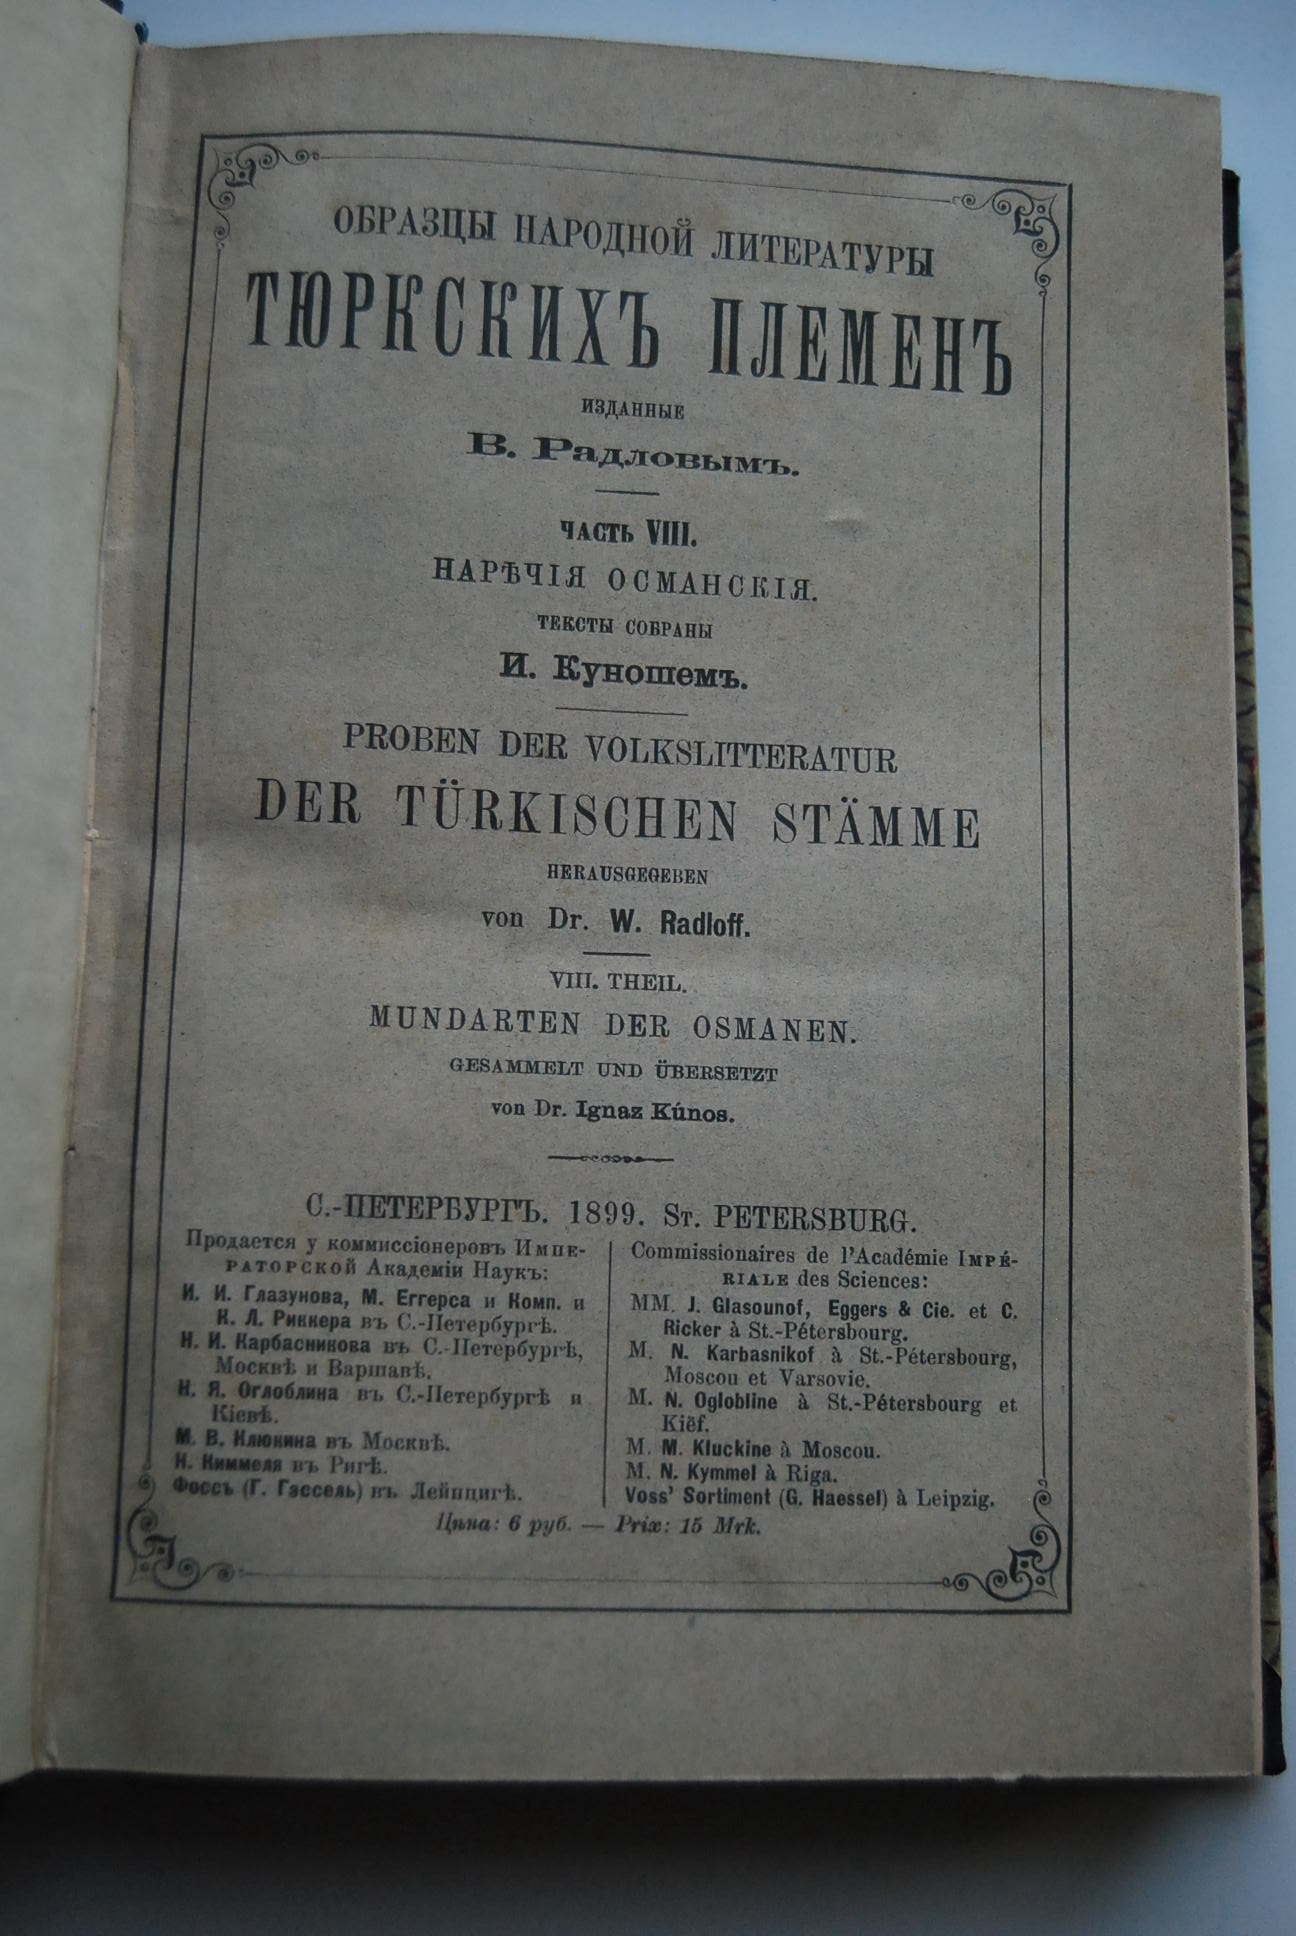 ОБРАЗЦЫ НАРОДНОЙ ЛИТЕРАТУРЫ
ТЮРКСКИХЪ ПЛЕМЕНЪ
ИЗДАННЫЕ
В. Радловымъ.
ЧАСТЬ VIII.
НАРѢЧІЯ ОСМАНСКІЯ.
ТЕКСТЫ СОБРАНЫ
И. Куношемъ.
PROBEN DER VOLKSLITTERATUR
DER TÜRKISCHEN STÄMME
HERAUSGEGEBEN
von Dr. W. Radloff.
VIII. THEIL.
MUNDARTEN DER OSMANEN.
GESAMMELT UND ÜBERSETZT
von Dr. Ignaz Kúnos.
С.-ПЕТЕРБУРГЪ. 1899. St. PETERSBURG.
Продается у коммиссіонеровъ Импе-
раторской Академіи Наукъ:
И. И. Глазунова, М. Еггерса и Комп. и
К. Л. Риккера въ С.-Петербургѣ.
Н. И. Карбасникова въ С.-Петербургѣ,
Москвѣ и Варшавѣ.
Н. Я. Оглоблина въ С.-Петербургѣ и
Кіевѣ.
М. В. Клюкина въ Москвѣ.
Н. Киммеля въ Ригѣ.
Фоссъ (Г. Гэссель) въ Лейпцигѣ.
Commissionaires de l'Académie Impé-
riale des Sciences:
MM. J. Glasounof, Eggers & Cie. et C.
Ricker à St.-Pétersbourg.
M. N. Karbasnikof à St.-Pétersbourg,
Moscou et Varsovie.
M. N. Oglobline à St.-Pétersbourg et
Kiëf.
M. M. Kluckine à Moscou.
M. N. Kymmel à Riga.
Voss' Sortiment (G. Haessel) à Leipzig.
Цѣна: 6 руб. — Prix: 15 Mrk.